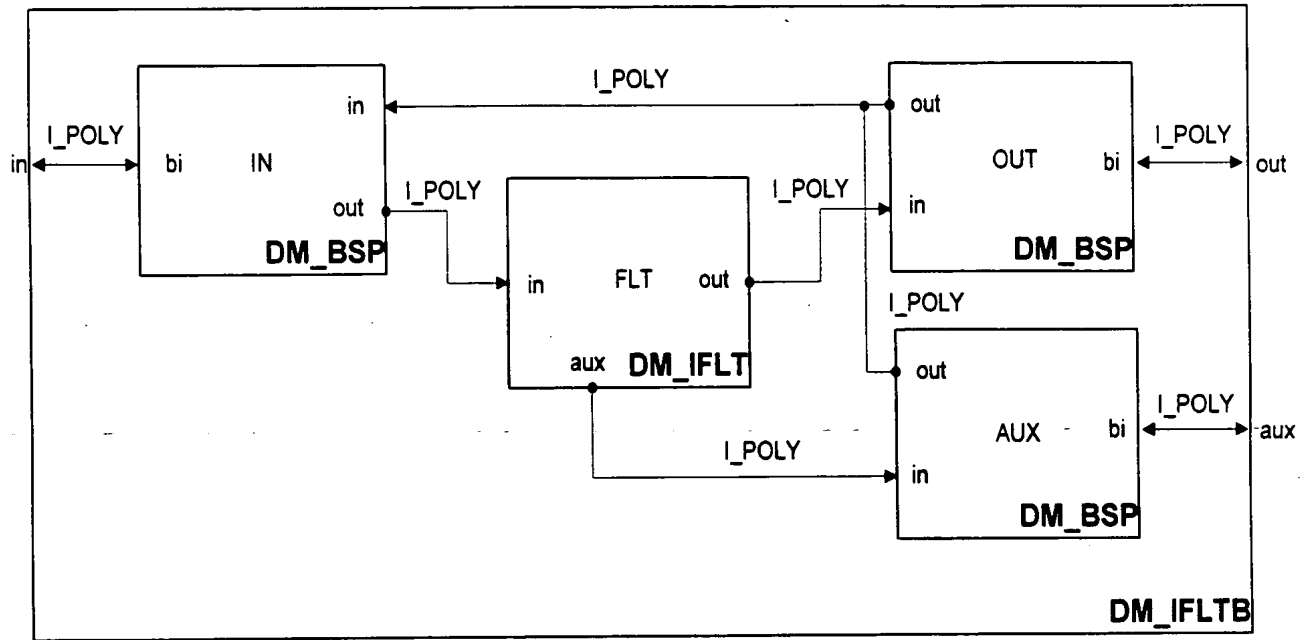 I_POLY
in
out
in
I_POLY
I_POLY
in
bi
IN
OUT
bi
out
I_POLY
I_POLY
out
in
DM_BSP
DM_BSP
in
FLT
out
I_POLY
aux
DM_IFLT
out
I_POLY
AUX
bi
aux
I_POLY
in
DM_BSP
DM_IFLTB